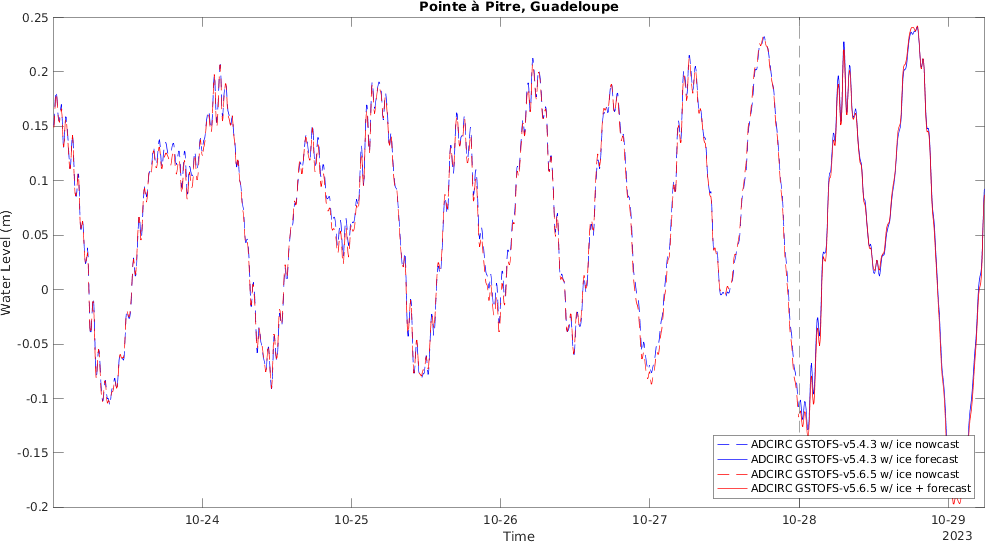 Pointe à Pitre, Guadeloupe
0.25
0.2
0.15
0.1
0.05
0
-0.05
-0.1
-0.15
-0.2
Water Level (m)
10-24
10-25
10-26
10-27
10-28
10-29
Time
2023
ADCIRC GSTOFS-v5.4.3 w/ ice nowcast
ADCIRC GSTOFS-v5.4.3 w/ ice forecast
ADCIRC GSTOFS-v5.6.5 w/ ice nowcast
ADCIRC GSTOFS-v5.6.5 w/ ice + forecast